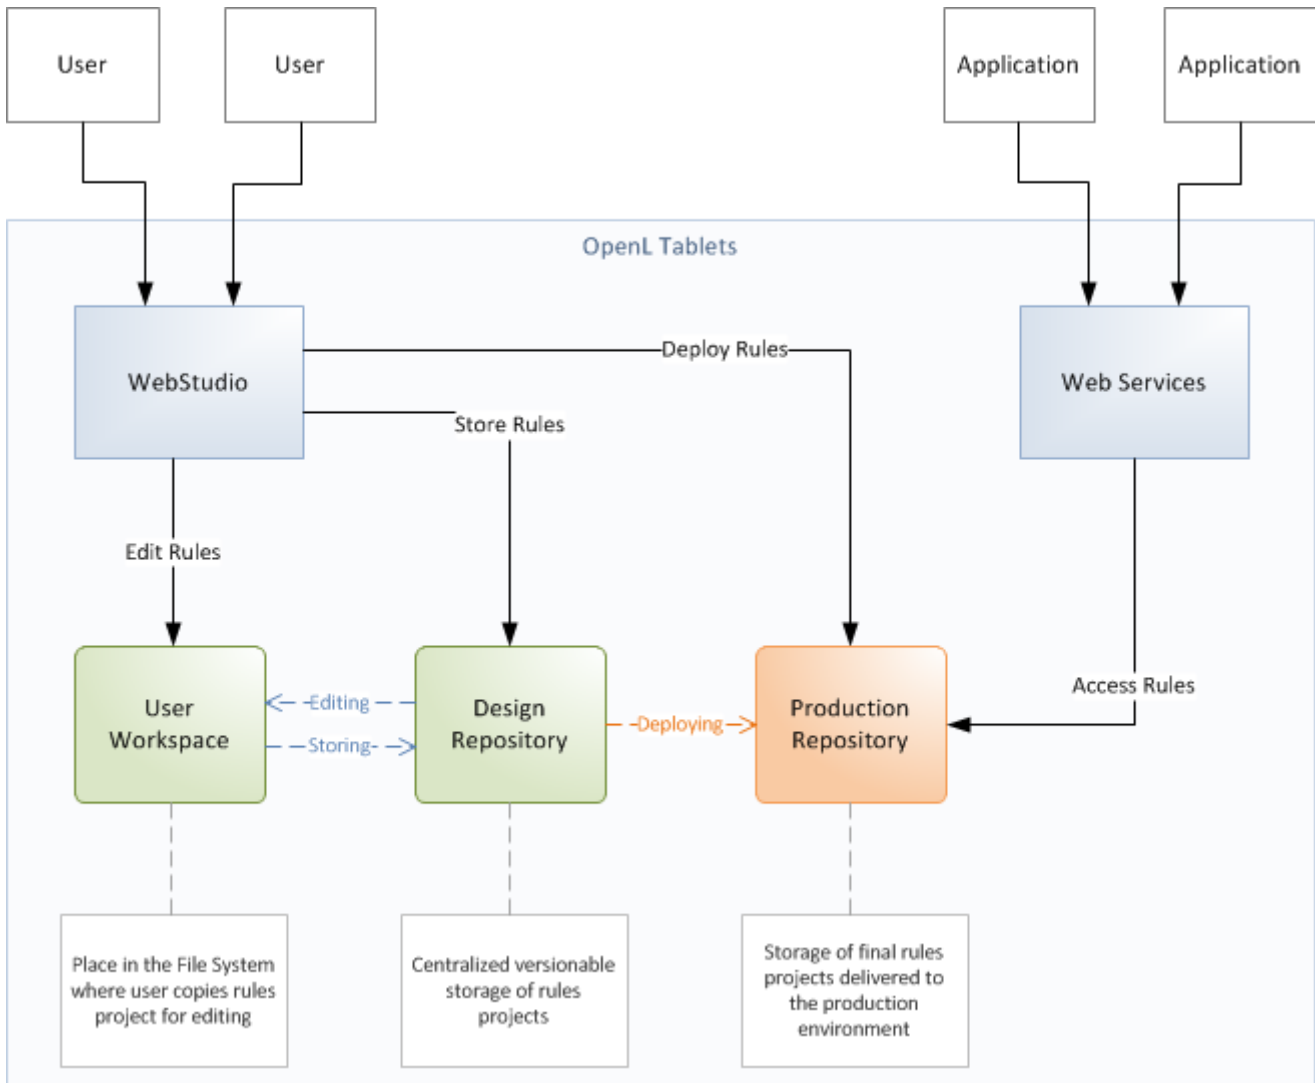 User
User
Application
Application
OpenL Tablets
WebStudio
Deploy Rules
Web Services
Store Rules
Edit Rules
Access Rules
User
Workspace
Editing
Storing
Design
Repository
Deploying
Production
Repository
Place in the File System
where user copies rules
project for editing
Centralized versionable
storage of rules
projects
Storage of final rules
projects delivered to
the production
environment